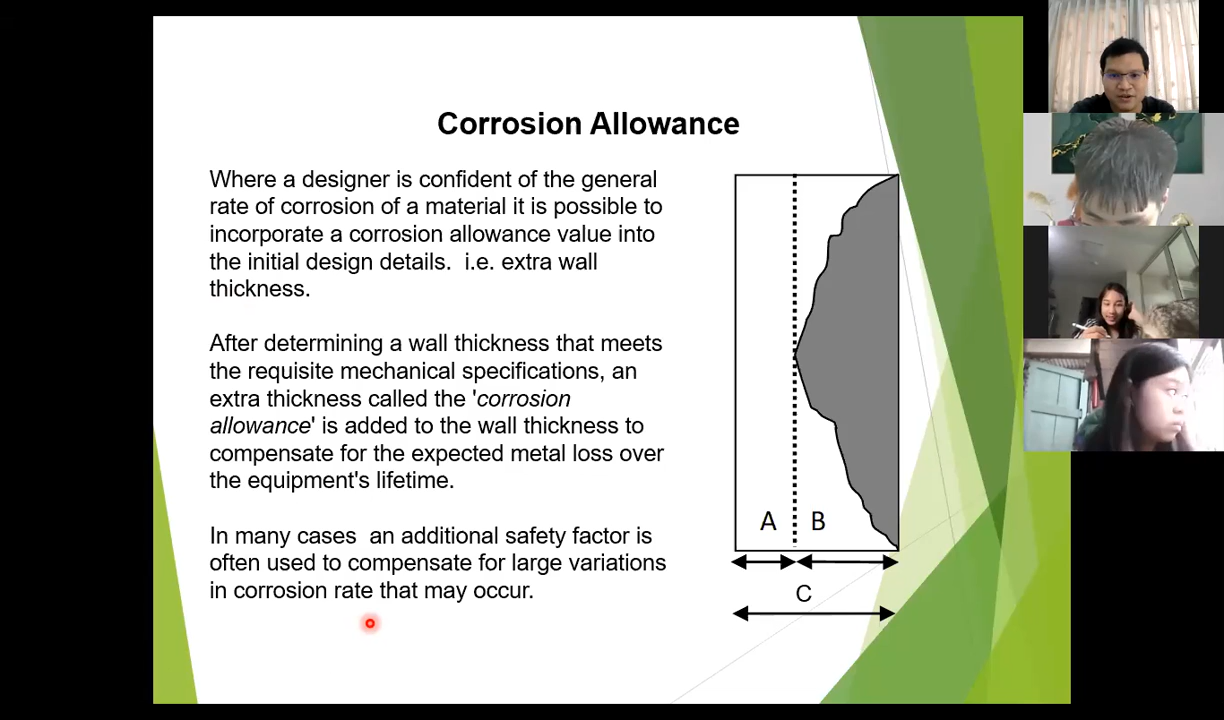 Corrosion Allowance
Where a designer is confident of the general
rate of corrosion of a material it is possible to
incorporate a corrosion allowance value into
the initial design details.  i.e. extra wall
thickness.
After determining a wall thickness that meets
the requisite mechanical specifications, an
extra thickness called the 'corrosion
allowance' is added to the wall thickness to
compensate for the expected metal loss over
the equipment's lifetime.
In many cases  an additional safety factor is
often used to compensate for large variations
in corrosion rate that may occur.
A B
C